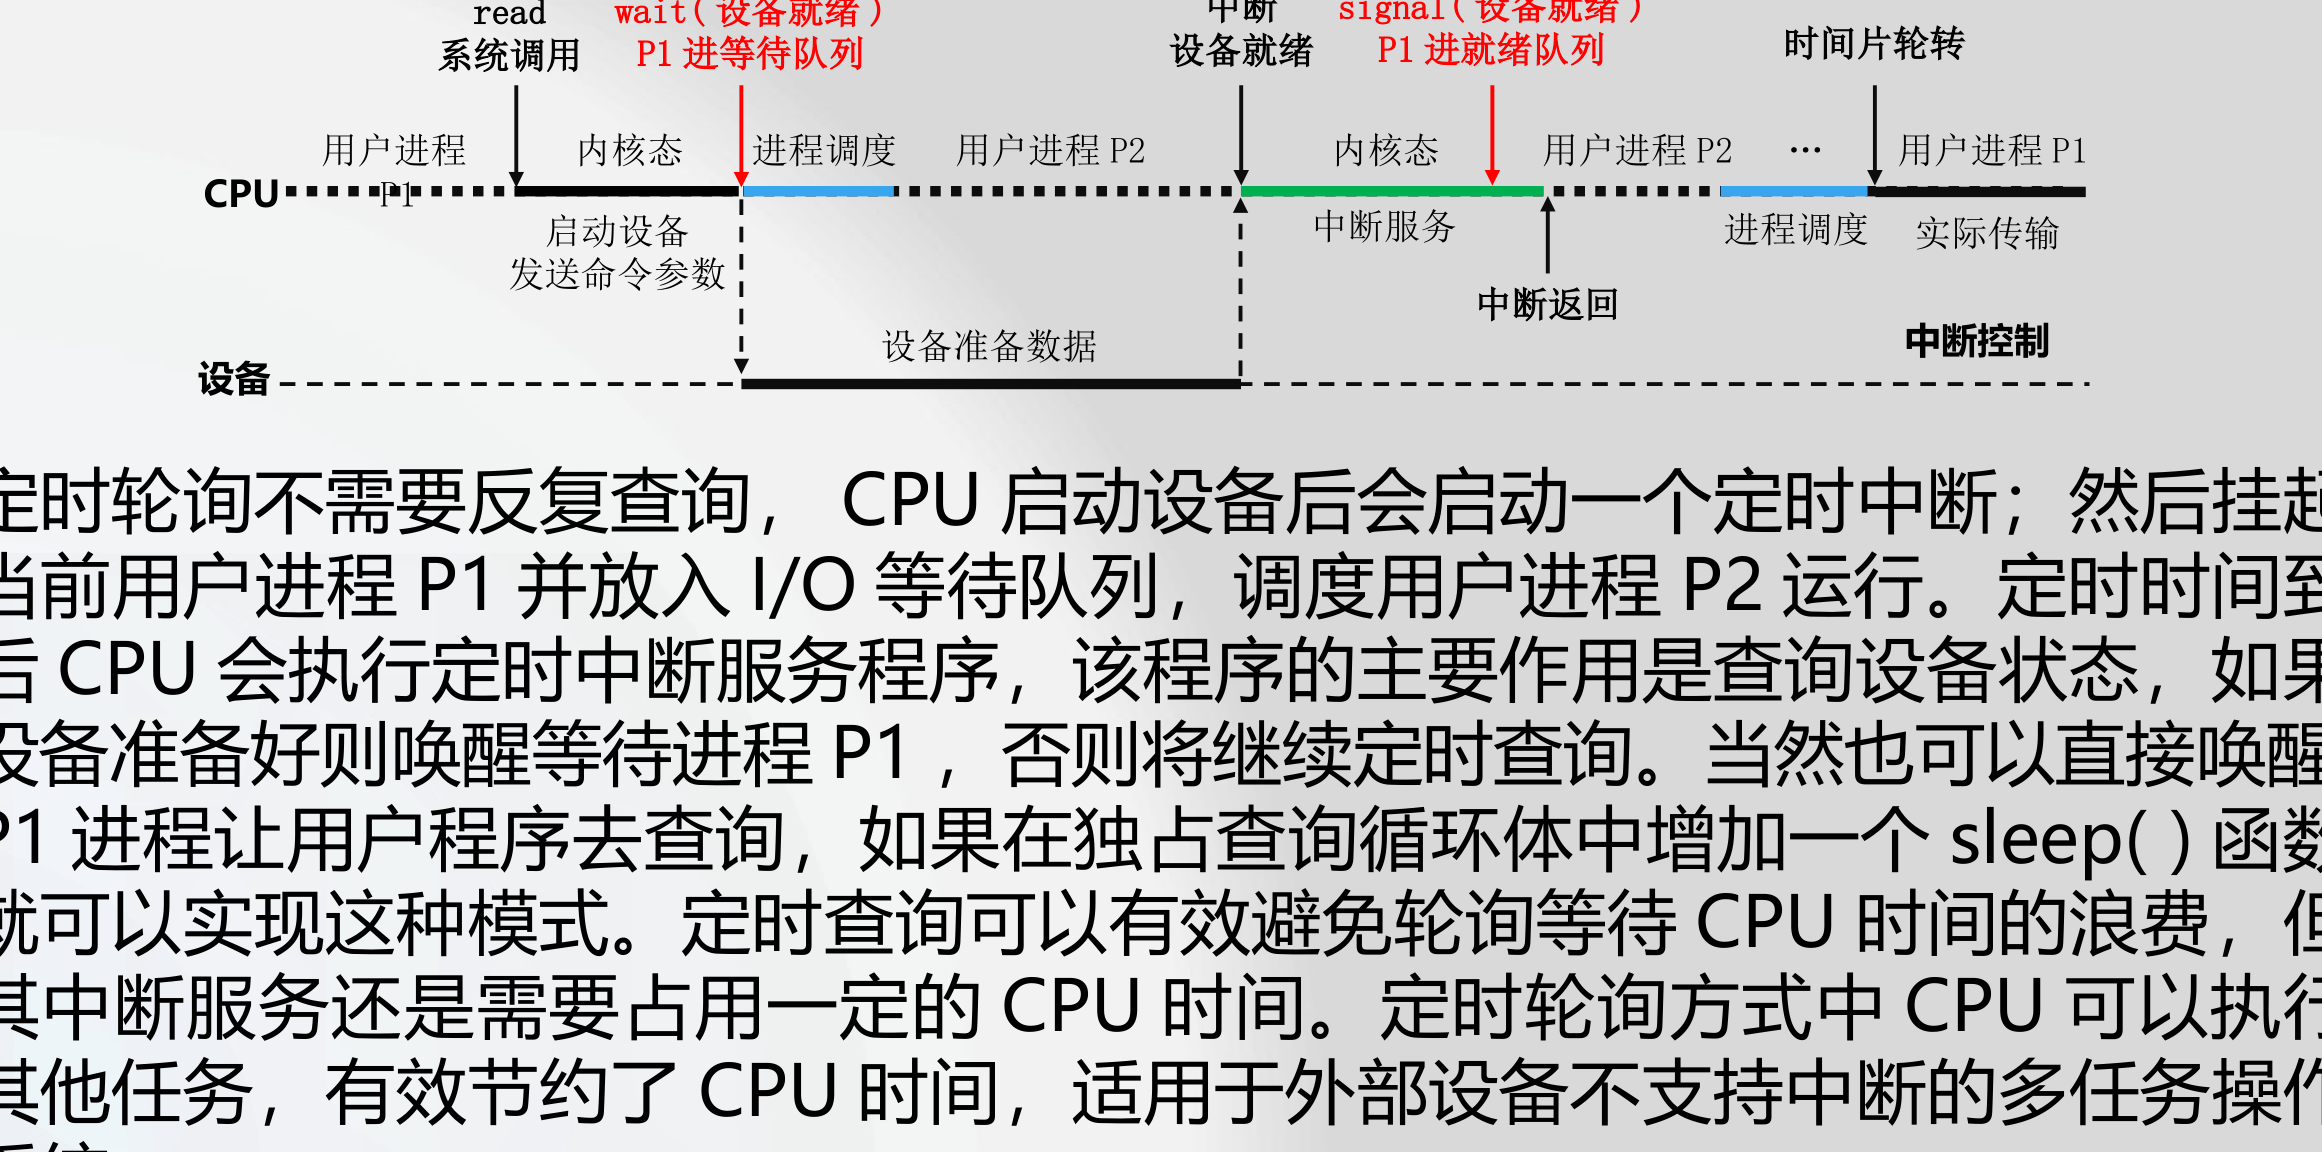 read
wait(设备就绪)
中断
signal(设备就绪)
系统调用
P1 进等待队列
设备就绪
P1 进就绪队列
时间片轮转
用户进程 P1
内核态
进程调度
用户进程 P2
内核态
用户进程 P2
…
用户进程 P1
CPU
启动设备
发送命令参数
中断服务
进程调度
实际传输
中断返回
设备准备数据
中断控制
设备
定时轮询不需要反复查询， CPU 启动设备后会启动一个定时中断；然后挂起
当前用户进程 P1 并放入 I/O 等待队列，调度用户进程 P2 运行。定时时间到
后 CPU 会执行定时中断服务程序，该程序的主要作用是查询设备状态，如果
设备准备好则唤醒等待进程 P1 ，否则将继续定时查询。当然也可以直接唤醒
P1 进程让用户程序去查询，如果在独占查询循环体中增加一个 sleep( ) 函数
就可以实现这种模式。定时查询可以有效避免轮询等待 CPU 时间的浪费，但
其中断服务还是需要占用一定的 CPU 时间。定时轮询方式中 CPU 可以执行
其他任务，有效节约了 CPU 时间，适用于外部设备不支持中断的多任务操作